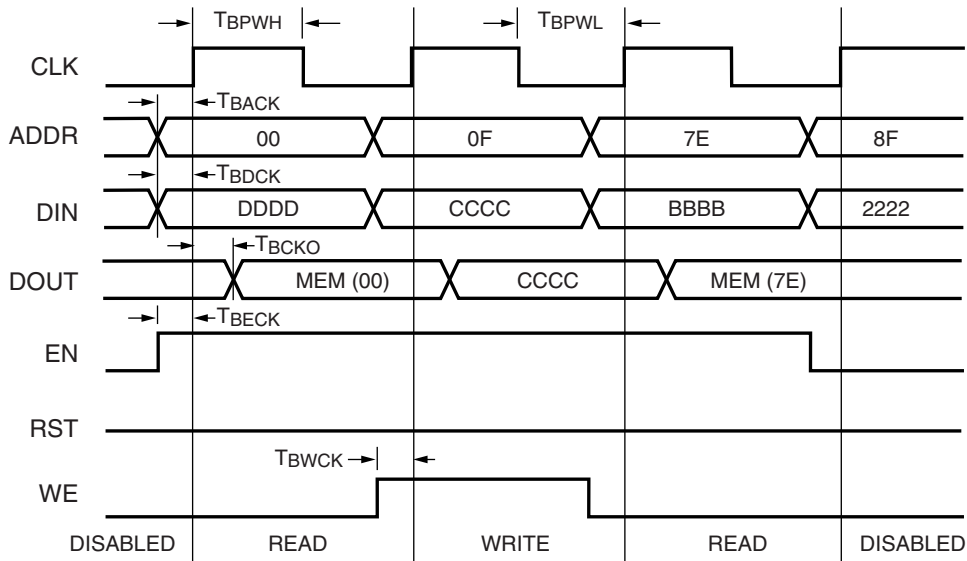 TBPWH TBPWL
CLK
TBACK
ADDR 00 0F 7E 8F
TBDCK
DIN DDDD CCCC BBBB 2222
TBCKO
DOUT MEM (00) CCCC MEM (7E)
TBECK
EN
RST
TBWCK
WE
DISABLED READ WRITE READ DISABLED